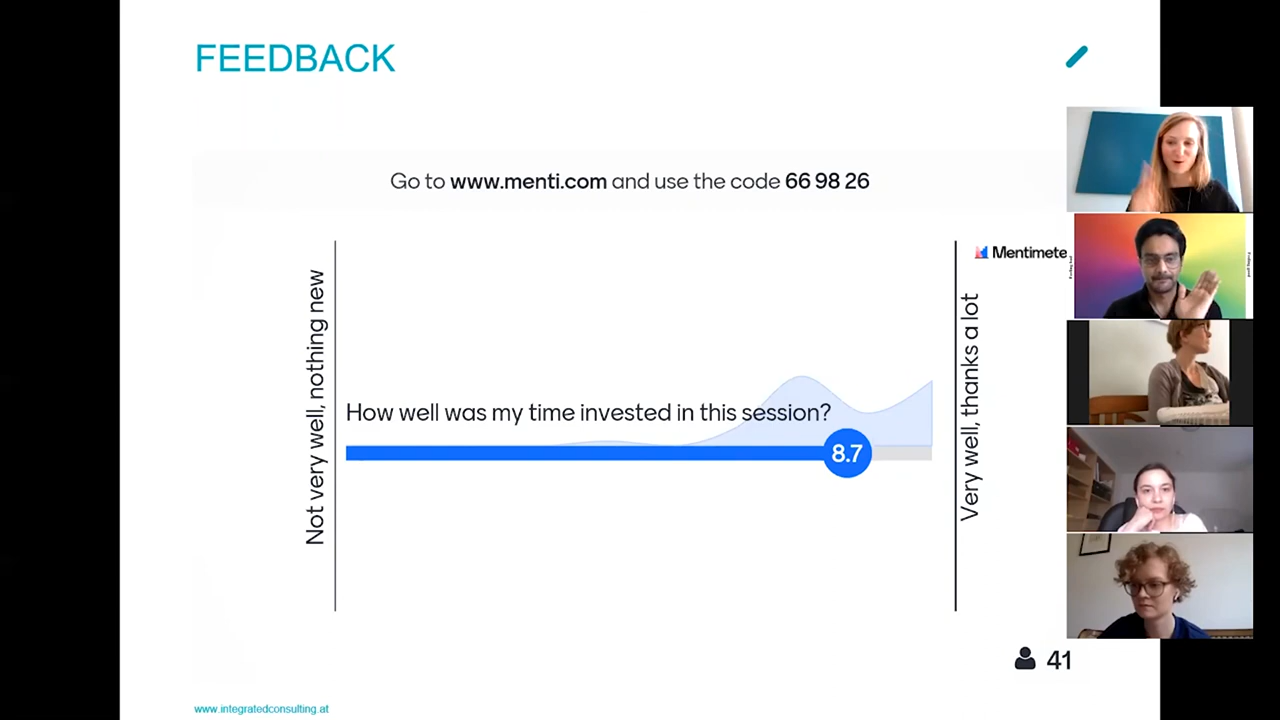 FEEDBACK
Go to www.menti.com and use the code 66 98 26
Mentimete
Not very well, nothing new
How well was my time invested in this session?
8.7
Very well, thanks a lot
41
www.integratedconsulting.at